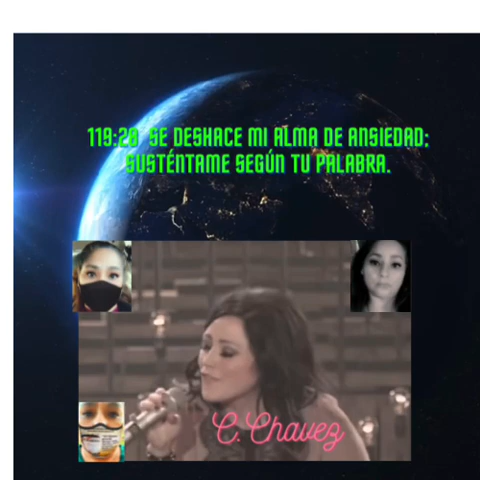 119:28 SE DESHACE MI ALMA DE ANSIEDAD;
SUSTÉNTAME SEGÚN TU PALABRA.
C. Chavez